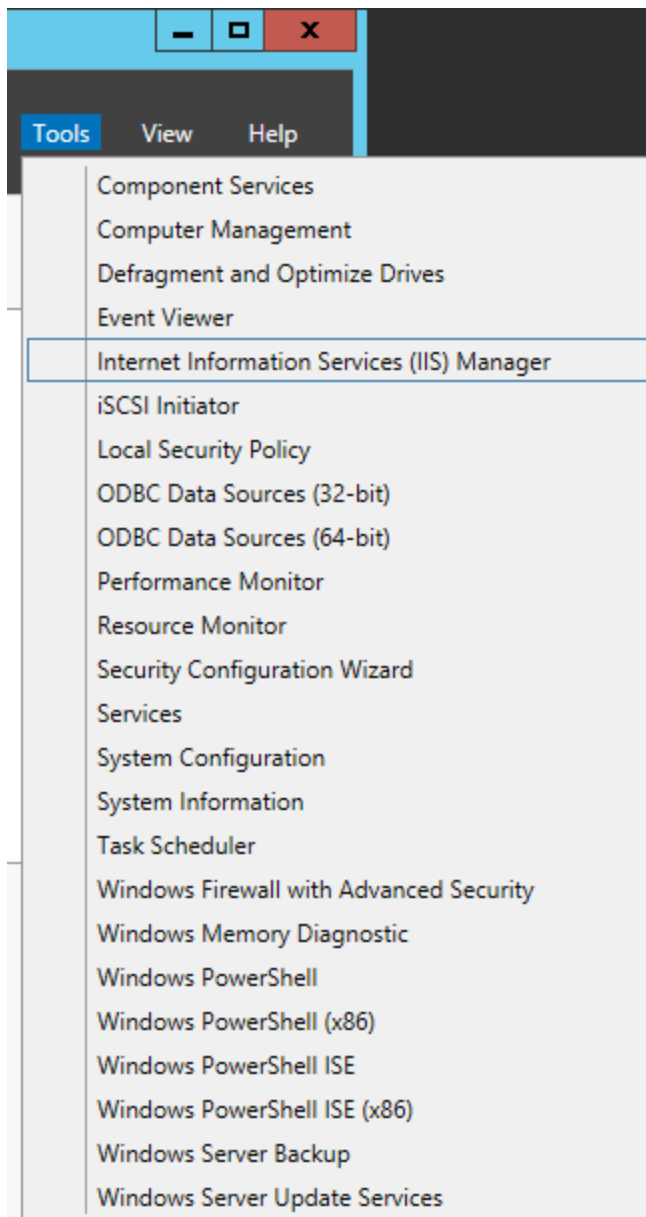 Tools View Help
Component Services
Computer Management
Defragment and Optimize Drives
Event Viewer
Internet Information Services (IIS) Manager
iSCSI Initiator
Local Security Policy
ODBC Data Sources (32-bit)
ODBC Data Sources (64-bit)
Performance Monitor
Resource Monitor
Security Configuration Wizard
Services
System Configuration
System Information
Task Scheduler
Windows Firewall with Advanced Security
Windows Memory Diagnostic
Windows PowerShell
Windows PowerShell (x86)
Windows PowerShell ISE
Windows PowerShell ISE (x86)
Windows Server Backup
Windows Server Update Services